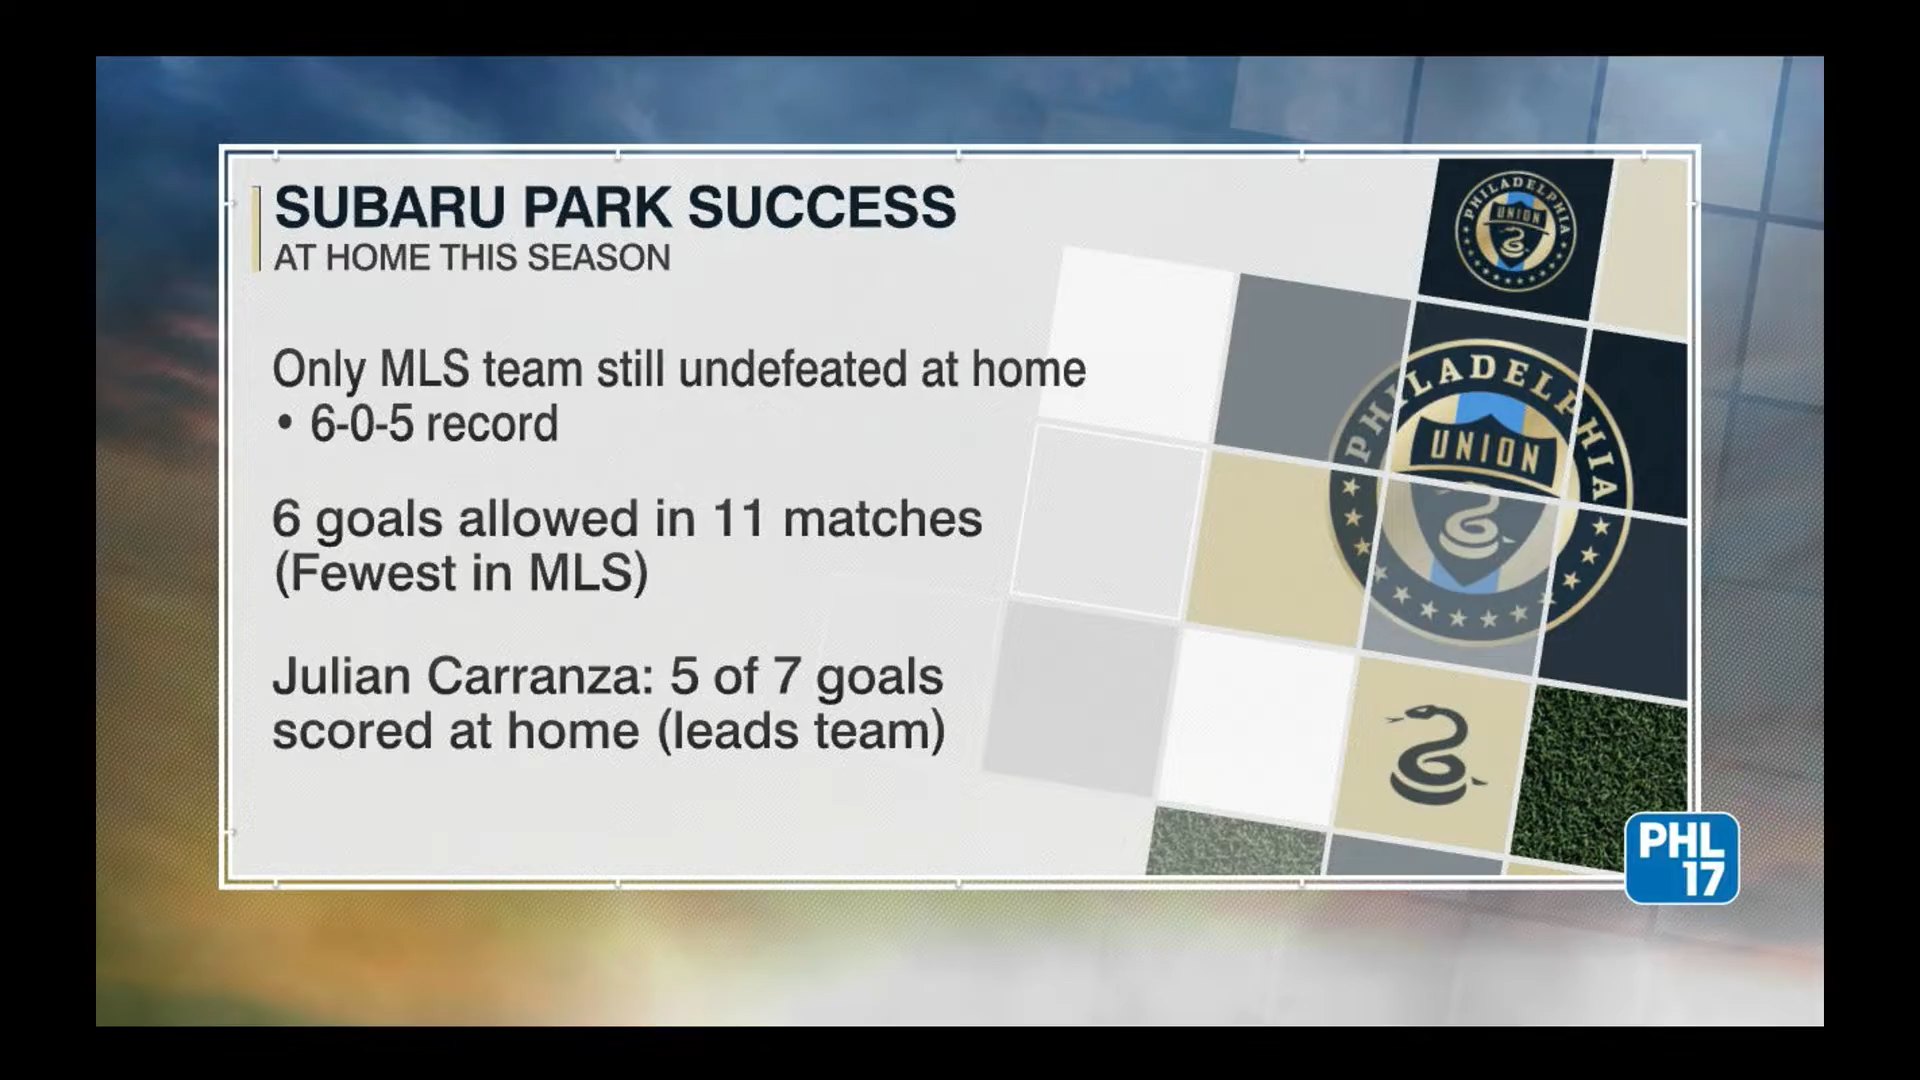 SUBARU PARK SUCCESS
AT HOME THIS SEASON
Only MLS team still undefeated at home
• 6-0-5 record
6 goals allowed in 11 matches
(Fewest in MLS)
Julian Carranza: 5 of 7 goals
scored at home (leads team)
PHILADELPHIA
UNION
PHILADELPHIA
UNION
PHL
17